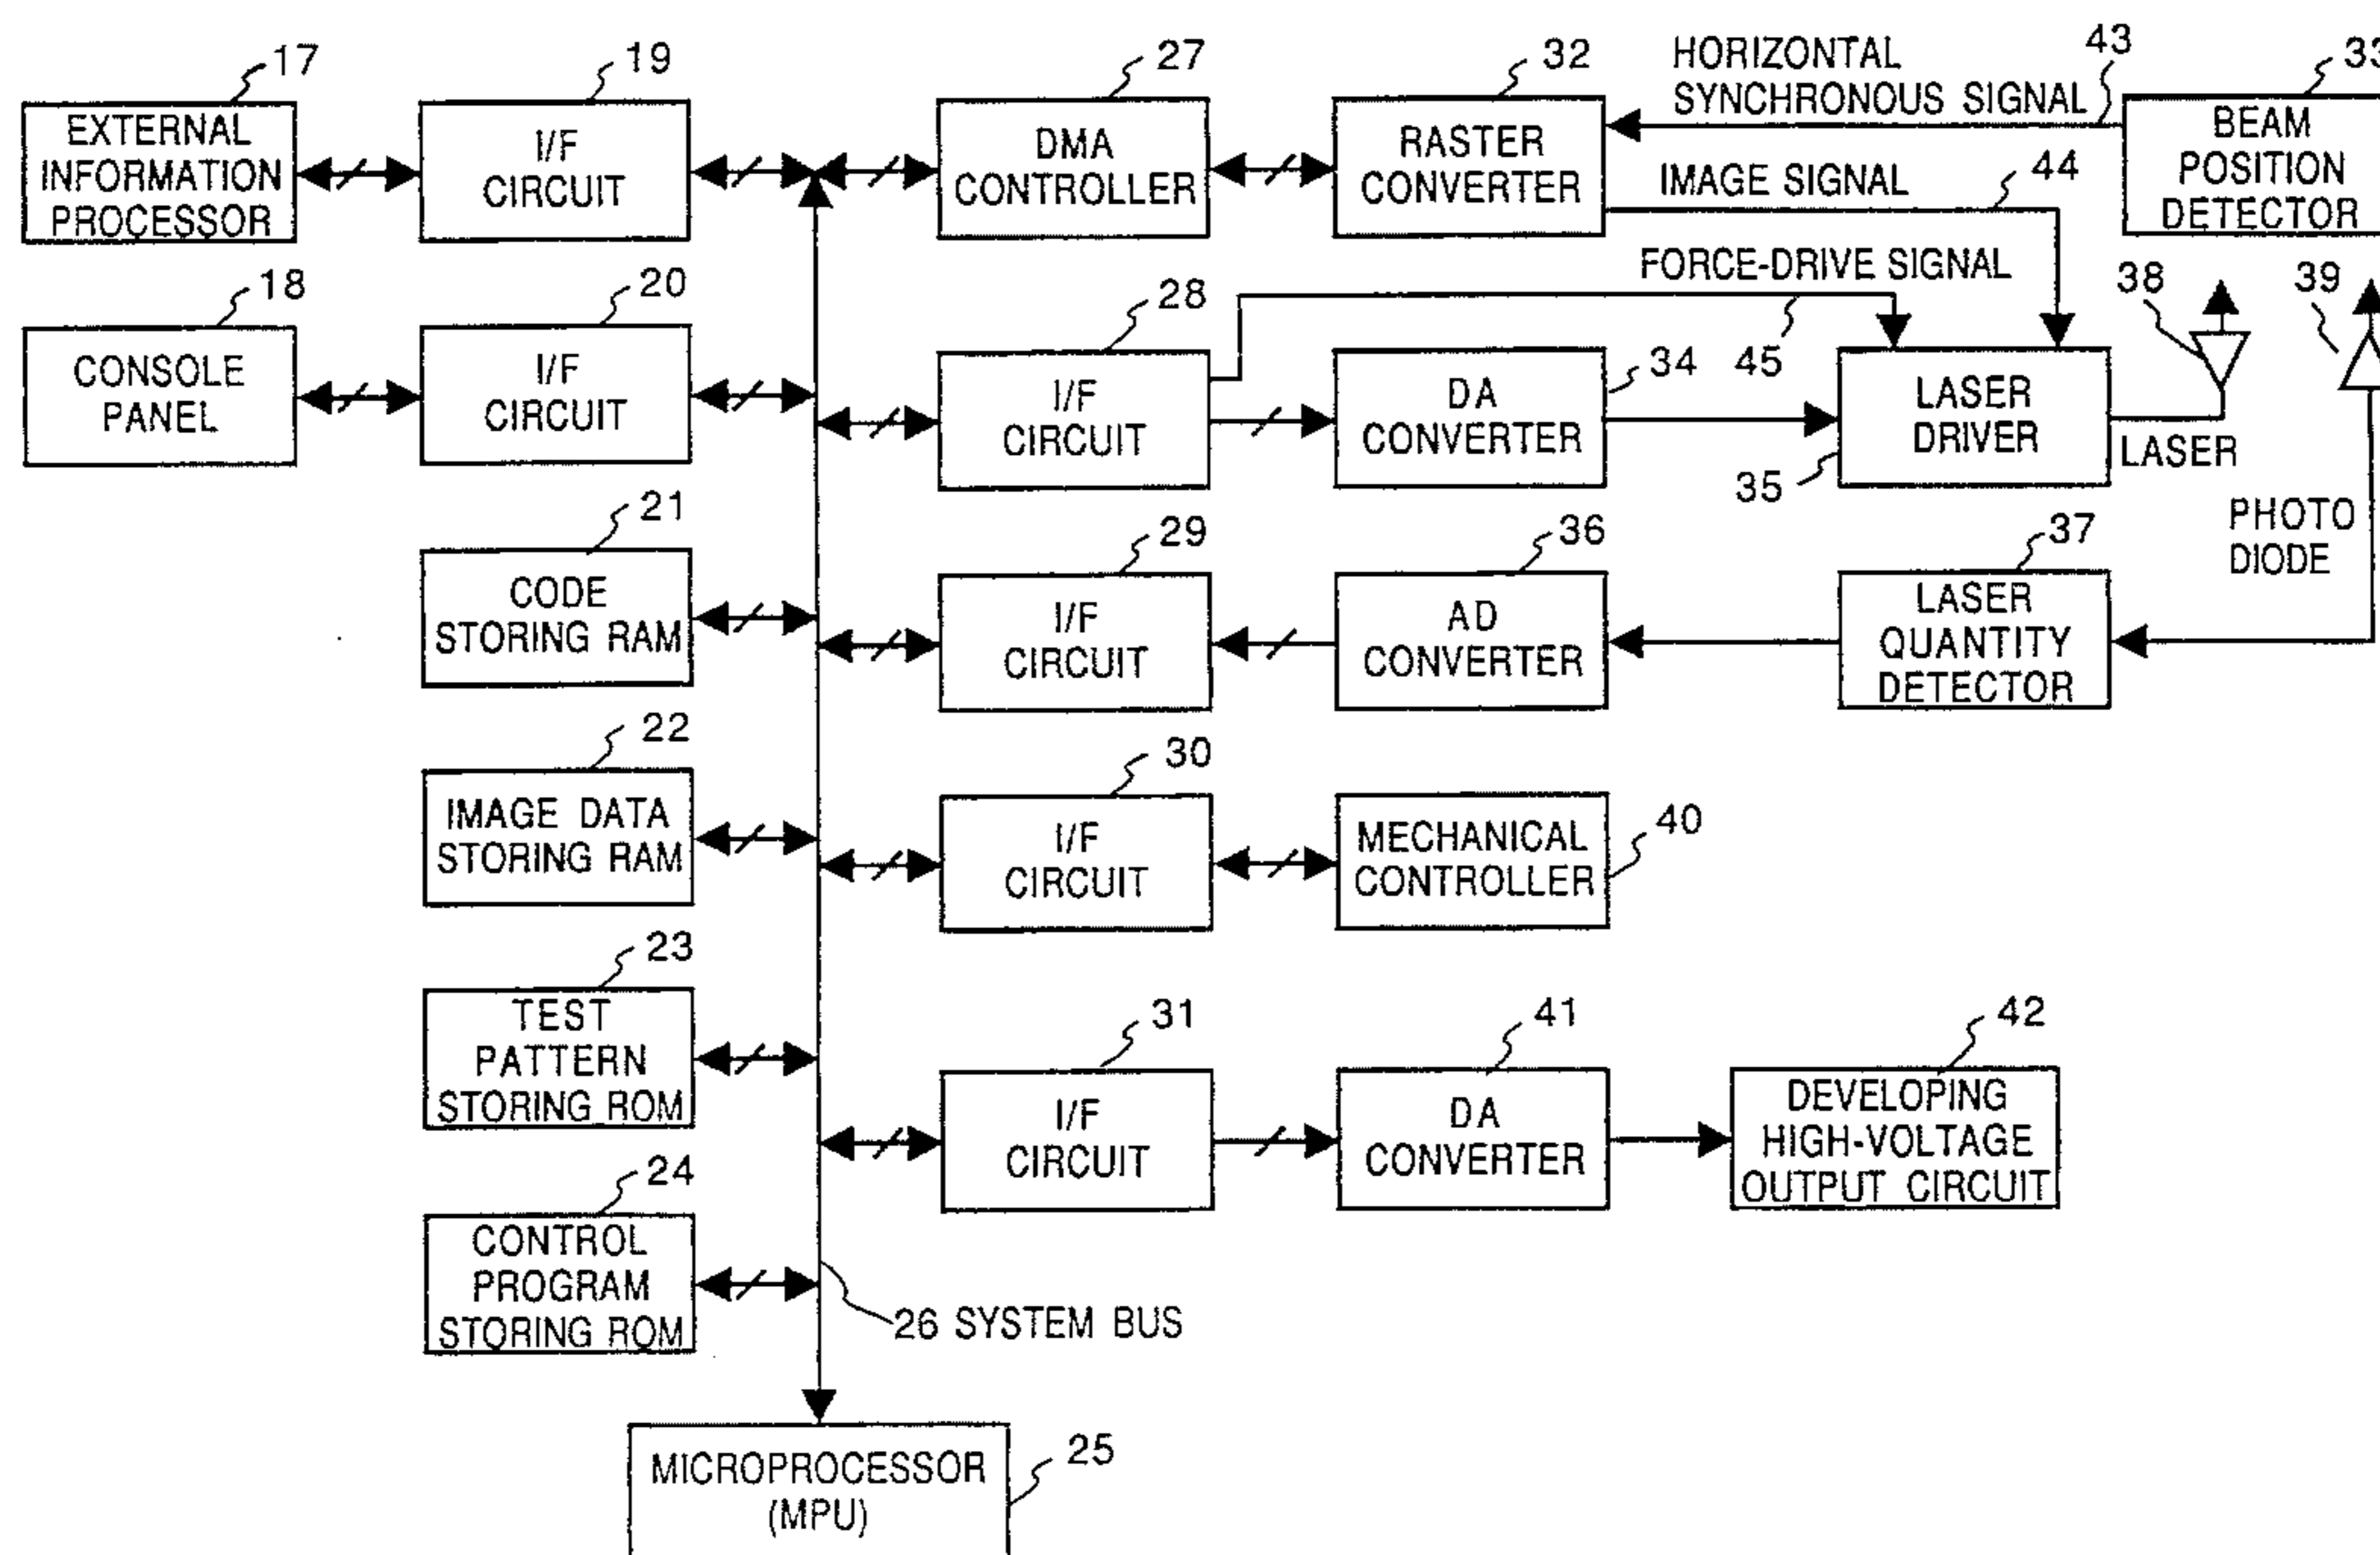 17
EXTERNAL
INFORMATION
PROCESSOR
19
I/F
CIRCUIT
27
DMA
CONTROLLER
32
RASTER
CONVERTER
HORIZONTAL
SYNCHRONOUS SIGNAL
43
33
BEAM
POSITION
DETECTOR
IMAGE SIGNAL
44
FORCE-DRIVE SIGNAL
45
18
CONSOLE
PANEL
20
I/F
CIRCUIT
28
I/F
CIRCUIT
DA
CONVERTER
34
LASER
DRIVER
35
38
LASER
39
PHOTO
DIODE
21
CODE
STORING RAM
29
I/F
CIRCUIT
36
AD
CONVERTER
37
LASER
QUANTITY
DETECTOR
22
IMAGE DATA
STORING RAM
30
I/F
CIRCUIT
MECHANICAL
CONTROLLER
40
23
TEST
PATTERN
STORING ROM
31
I/F
CIRCUIT
41
DA
CONVERTER
42
DEVELOPING
HIGH-VOLTAGE
OUTPUT CIRCUIT
24
CONTROL
PROGRAM
STORING ROM
26 SYSTEM BUS
MICROPROCESSOR
(MPU)
25